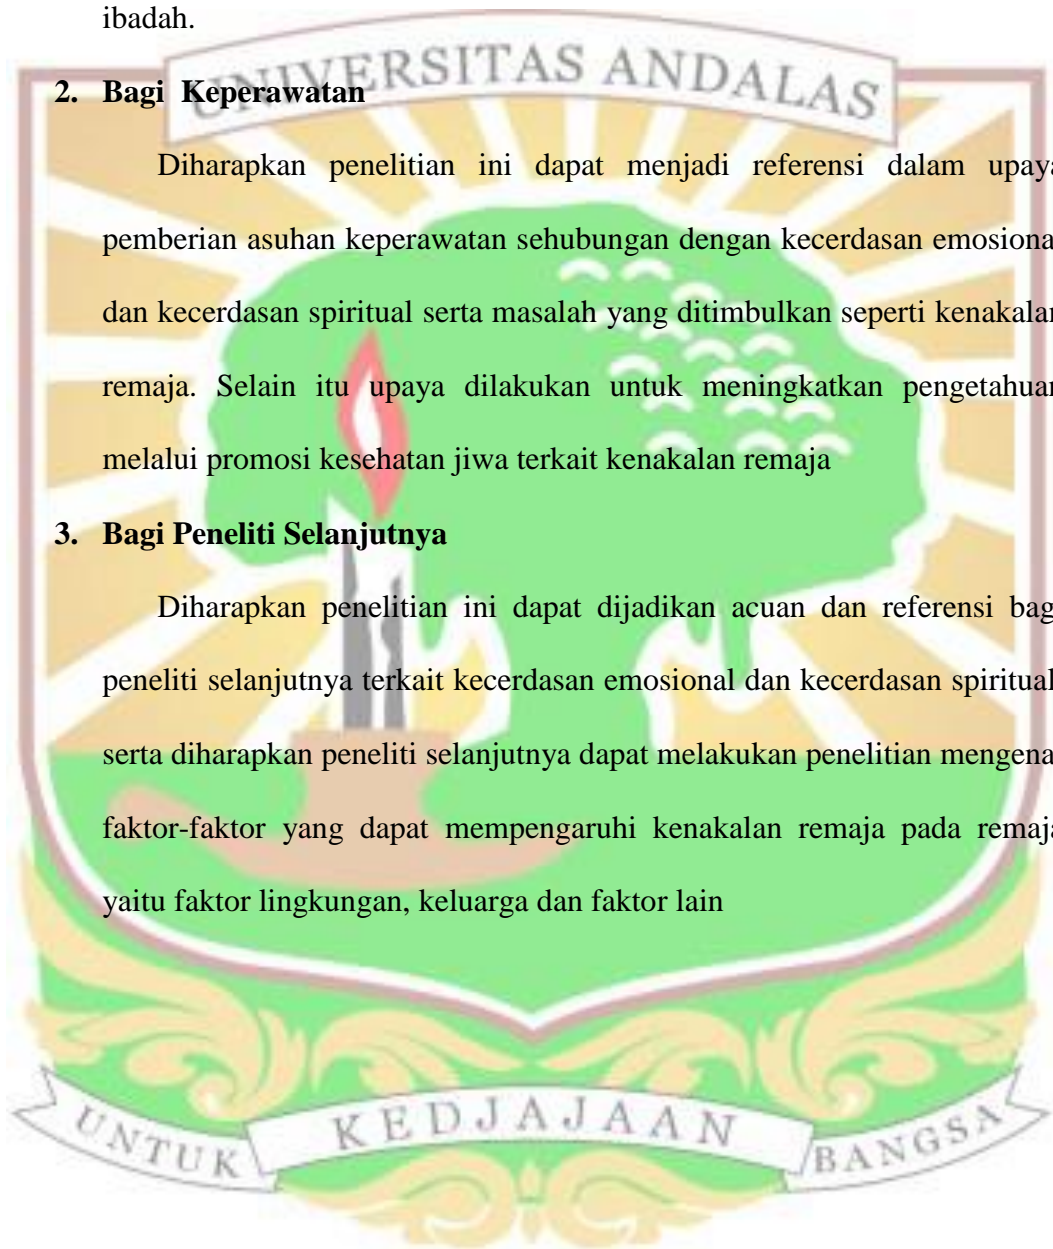 ibadah.
UNIVERSITAS ANDALAS
2. Bagi Keperawatan
Diharapkan penelitian ini dapat menjadi referensi dalam upaya
pemberian asuhan keperawatan sehubungan dengan kecerdasan emosional
dan kecerdasan spiritual serta masalah yang ditimbulkan seperti kenakalan
remaja. Selain itu upaya dilakukan untuk meningkatkan pengetahuan
melalui promosi kesehatan jiwa terkait kenakalan remaja
3. Bagi Peneliti Selanjutnya
Diharapkan penelitian ini dapat dijadikan acuan dan referensi bagi
peneliti selanjutnya terkait kecerdasan emosional dan kecerdasan spiritual
serta diharapkan peneliti selanjutnya dapat melakukan penelitian mengenai
faktor-faktor yang dapat mempengaruhi kenakalan remaja pada remaja
yaitu faktor lingkungan, keluarga dan faktor lain
UNTUK KEDJAJAAN BANGSA